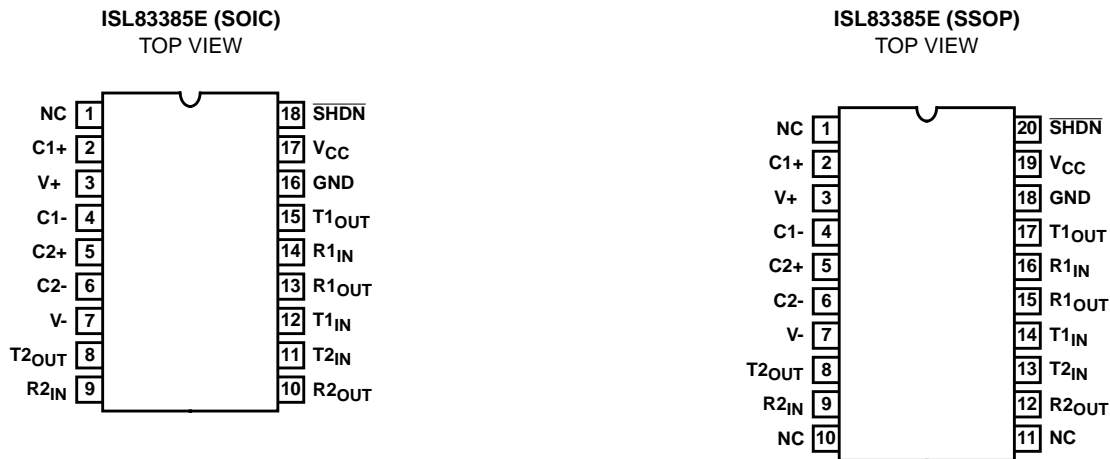 ISL83385E (SOIC)
TOP VIEW
NC 1
C1+ 2
V+ 3
C1- 4
C2+ 5
C2- 6
V- 7
T2OUT 8
R2IN 9
18 SHDN
17 VCC
16 GND
15 T1OUT
14 R1IN
13 R1OUT
12 T1IN
11 T2IN
10 R2OUT
ISL83385E (SSOP)
TOP VIEW
NC 1
C1+ 2
V+ 3
C1- 4
C2+ 5
C2- 6
V- 7
T2OUT 8
R2IN 9
NC 10
20 SHDN
19 VCC
18 GND
17 T1OUT
16 R1IN
15 R1OUT
14 T1IN
13 T2IN
12 R2OUT
11 NC